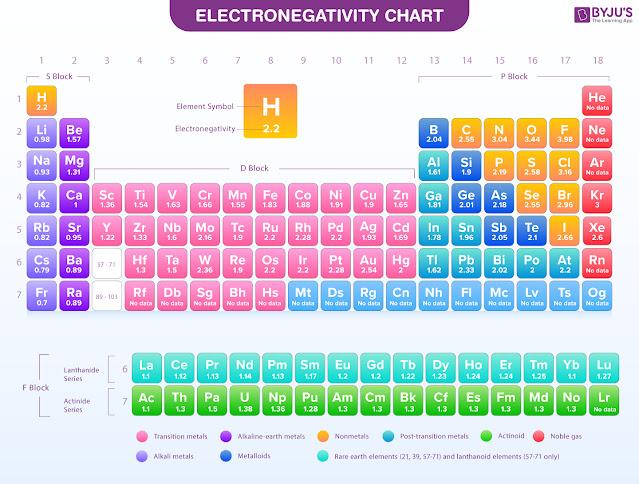 ELECTRONEGATIVITY CHART
BYJU'S
The Learning App
1 2 3 4 5 6 7 8 9 10 11 12 13 14 15 16 17 18
S Block
P Block
1
H
2.2
Element Symbol
H
Electronegativity
2.2
He
No data
2
Li Be B C N O F Ne
0.98 1.57 2.04 2.55 3.04 3.44 3.98 No data
3
Na Mg Al Si P S Cl Ar
0.93 1.31 1.61 1.9 2.19 2.58 3.16 No data
D Block
4
K Ca Sc Ti V Cr Mn Fe Co Ni Cu Zn Ga Ge As Se Br Kr
0.82 1 1.36 1.54 1.63 1.66 1.55 1.83 1.88 1.91 1.9 1.65 1.81 2.01 2.18 2.55 2.96 3
5
Rb Sr Y Zr Nb Mo Tc Ru Rh Pd Ag Cd In Sn Sb Te I Xe
0.82 0.95 1.22 1.33 1.6 2.16 1.9 2.2 2.28 2.2 1.93 1.69 1.78 1.96 2.05 2.1 2.66 2.6
6
Cs Ba 57 - 71 Hf Ta W Re Os Ir Pt Au Hg Tl Pb Bi Po At Rn
0.79 0.89 1.3 1.5 2.36 1.9 2.2 2.2 2.28 2.54 2 1.62 2.33 2.02 2 2.2 No data
7
Fr Ra 89 - 103 Rf Db Sg Bh Hs Mt Ds Rg Cn Nh Fl Mc Lv Ts Og
0.7 0.89 No data No data No data No data No data No data No data No data No data No data No data No data No data No data No data
F Block
Lanthanide
Series
6
La Ce Pr Nd Pm Sm Eu Gd Tb Dy Ho Er Tm Yb Lu
1.1 1.12 1.13 1.14 1.13 1.17 1.2 1.2 1.22 1.23 1.24 1.24 1.25 1.1 1.27
Actinide
Series
7
Ac Th Pa U Np Pu Am Cm Bk Cf Es Fm Md No Lr
1.1 1.3 1.5 1.38 1.36 1.28 1.3 1.3 1.3 1.3 1.3 1.3 1.3 1.3 No data
Transition metals
Alkaline-earth metals
Nonmetals
Post-transition metals
Actinoid
Noble gas
Alkali metals
Metalloids
Rare earth elements (21, 39, 57-71) and lanthanoid elements (57-71 only)